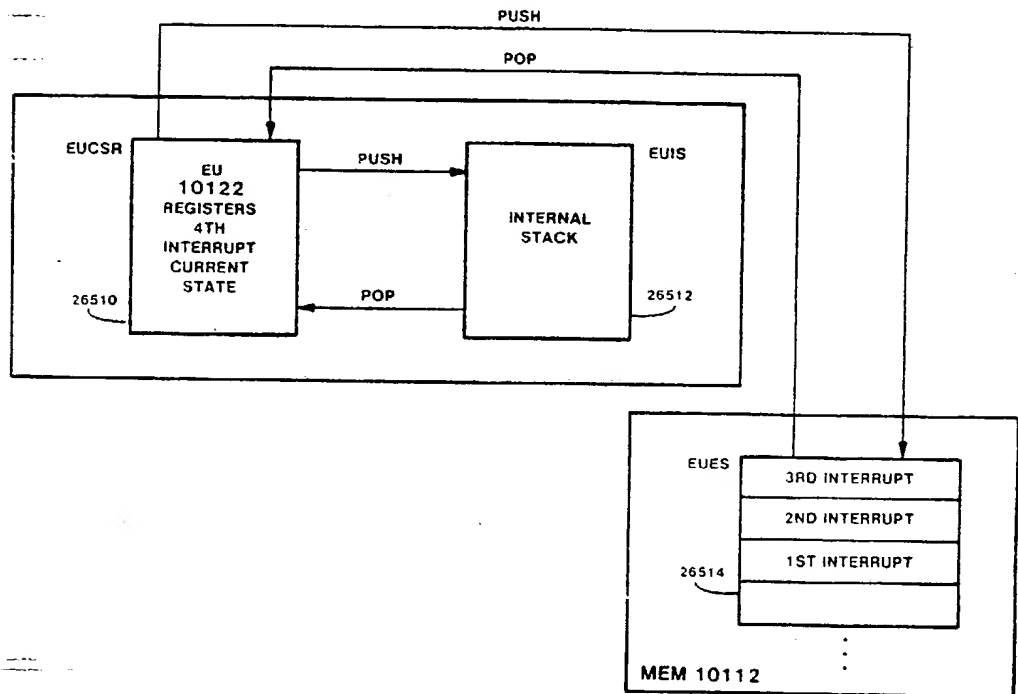 PUSH
POP
EUCSR
EU
10122
REGISTERS
4TH
INTERRUPT
CURRENT
STATE
26510
PUSH
POP
INTERNAL
STACK
EUIS
26512
EUES
3RD INTERRUPT
2ND INTERRUPT
1ST INTERRUPT
26514
MEM 10112